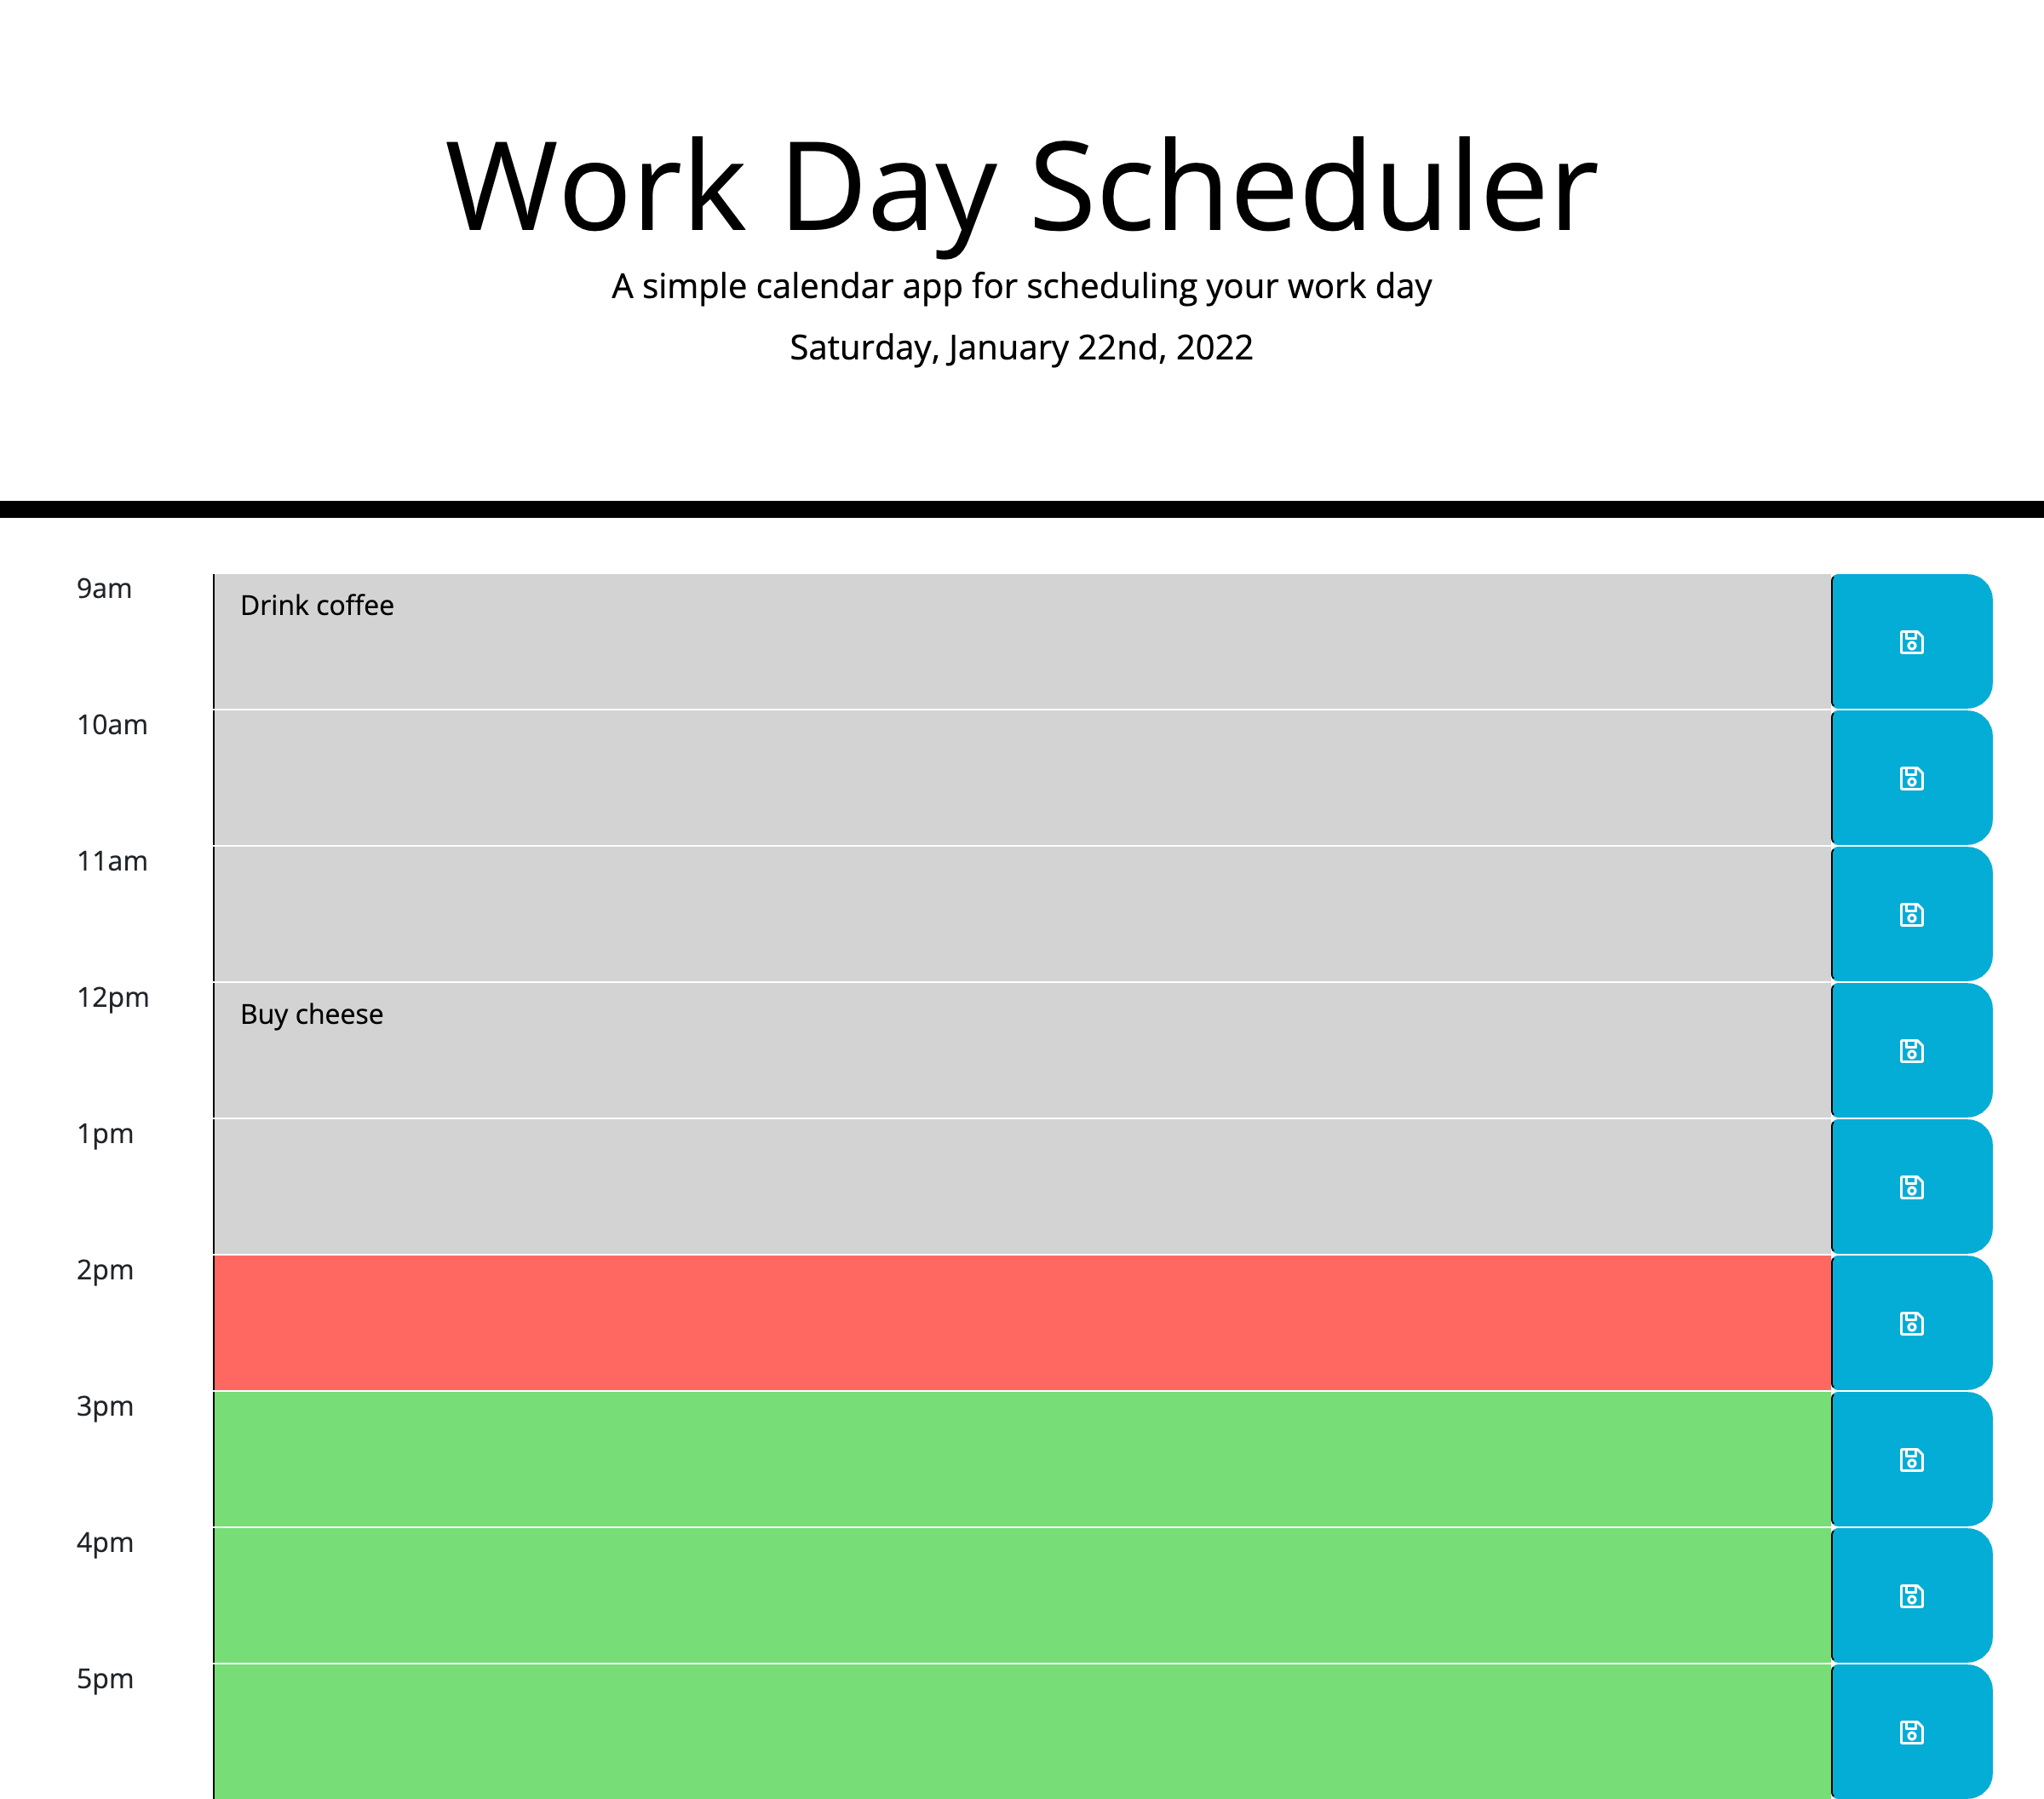 Work Day Scheduler
A simple calendar app for scheduling your work day
Saturday, January 22nd, 2022
9am
Drink coffee
10am
11am
12pm
Buy cheese
1pm
2pm
3pm
4pm
5pm